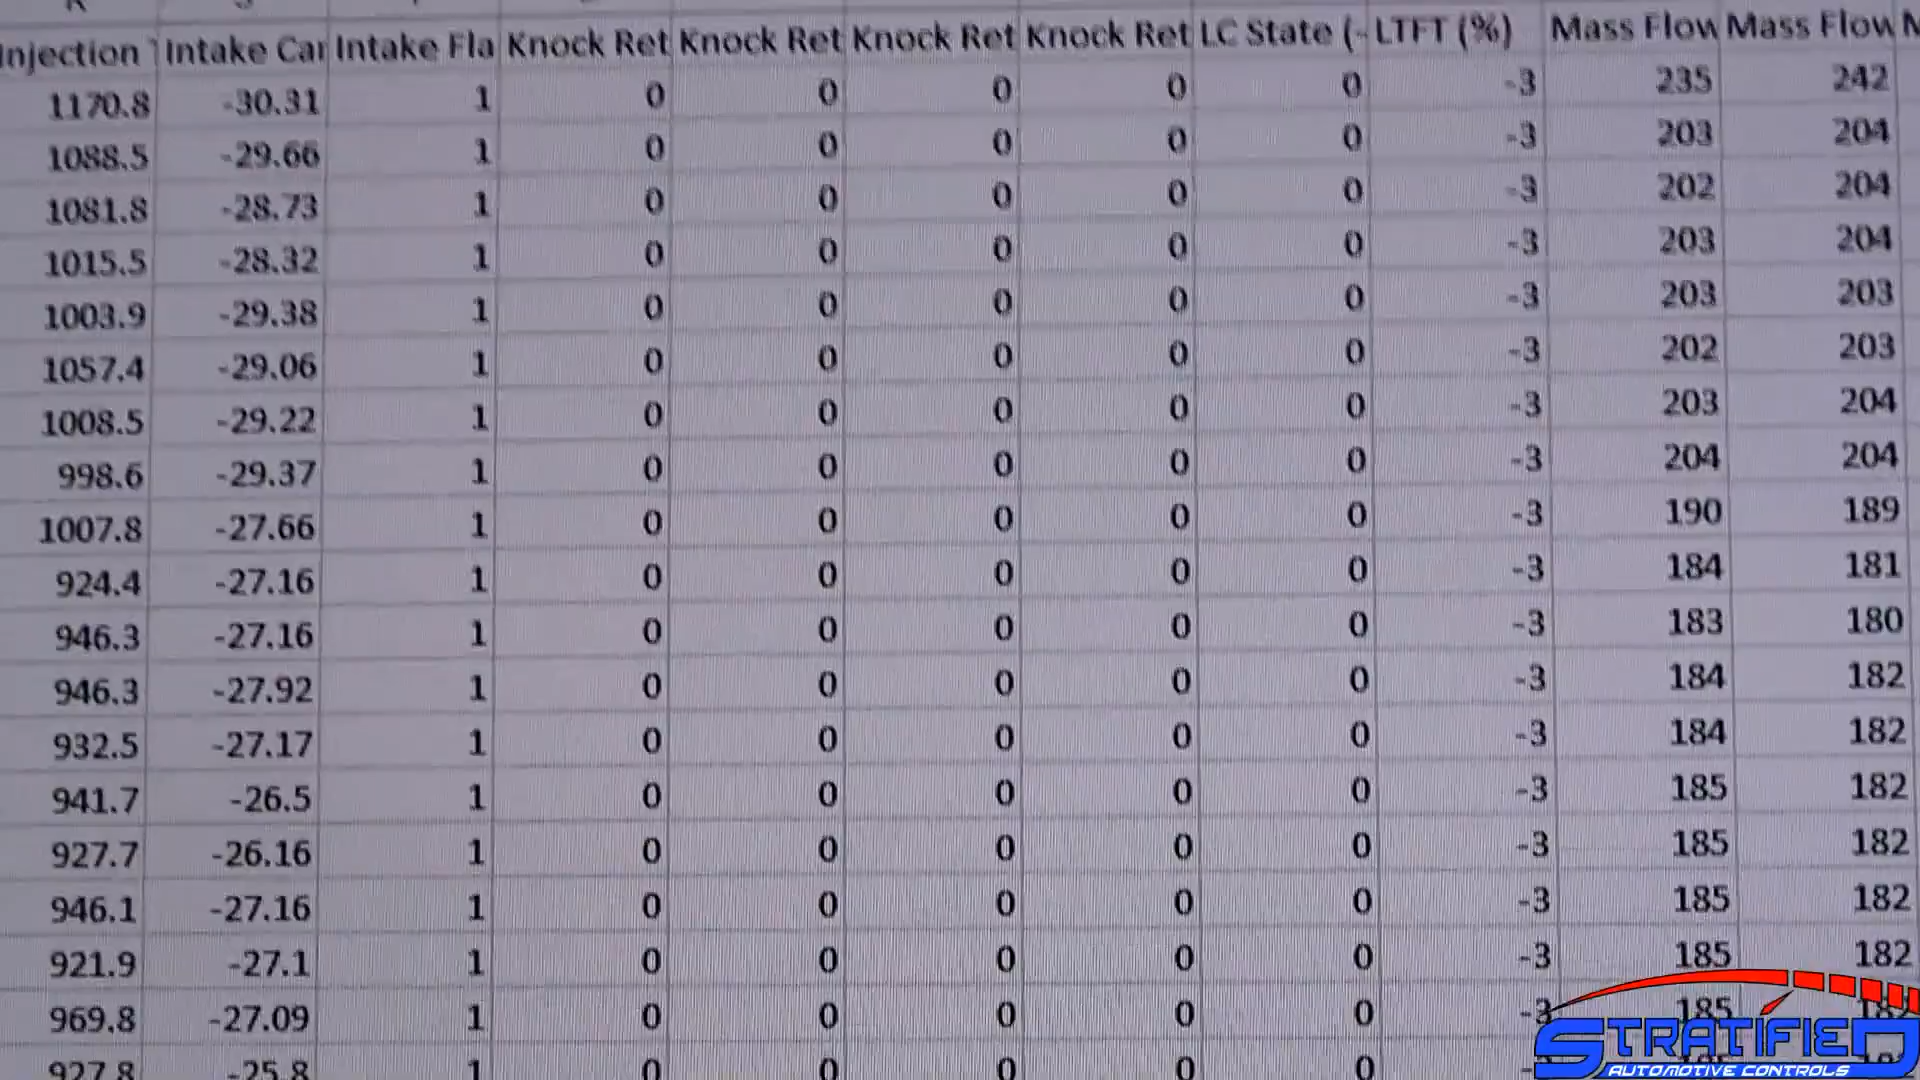 Injection Intake Car Intake Fla Knock Ret Knock Ret Knock Ret Knock Ret LC State (- LTFT (%) Mass Flow Mass Flow
1170.8 -30.31 1 0 0 0 0 0 -3 235 242
1088.5 -29.66 1 0 0 0 0 0 -3 203 204
1081.8 -28.73 1 0 0 0 0 0 -3 202 204
1015.5 -28.32 1 0 0 0 0 0 -3 203 204
1003.9 -29.38 1 0 0 0 0 0 -3 203 203
1057.4 -29.06 1 0 0 0 0 0 -3 202 203
1008.5 -29.22 1 0 0 0 0 0 -3 203 204
998.6 -29.37 1 0 0 0 0 0 -3 204 204
1007.8 -27.66 1 0 0 0 0 0 -3 190 189
924.4 -27.16 1 0 0 0 0 0 -3 184 181
946.3 -27.16 1 0 0 0 0 0 -3 183 180
946.3 -27.92 1 0 0 0 0 0 -3 184 182
932.5 -27.17 1 0 0 0 0 0 -3 184 182
941.7 -26.5 1 0 0 0 0 0 -3 185 182
927.7 -26.16 1 0 0 0 0 0 -3 185 182
946.1 -27.16 1 0 0 0 0 0 -3 185 182
921.9 -27.1 1 0 0 0 0 0 -3 185 182
969.8 -27.09 1 0 0 0 0 0 -3 185
927.8 -25.8 1 0 0 0 0 0
STRATIFIED
AUTOMOTIVE CONTROLS